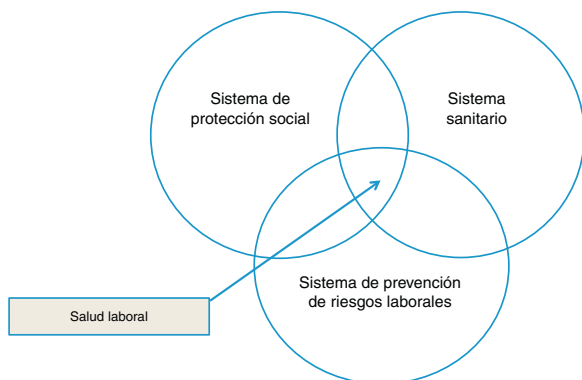 Sistema de
protección social
Sistema
sanitario
Sistema de prevención
de riesgos laborales
Salud laboral